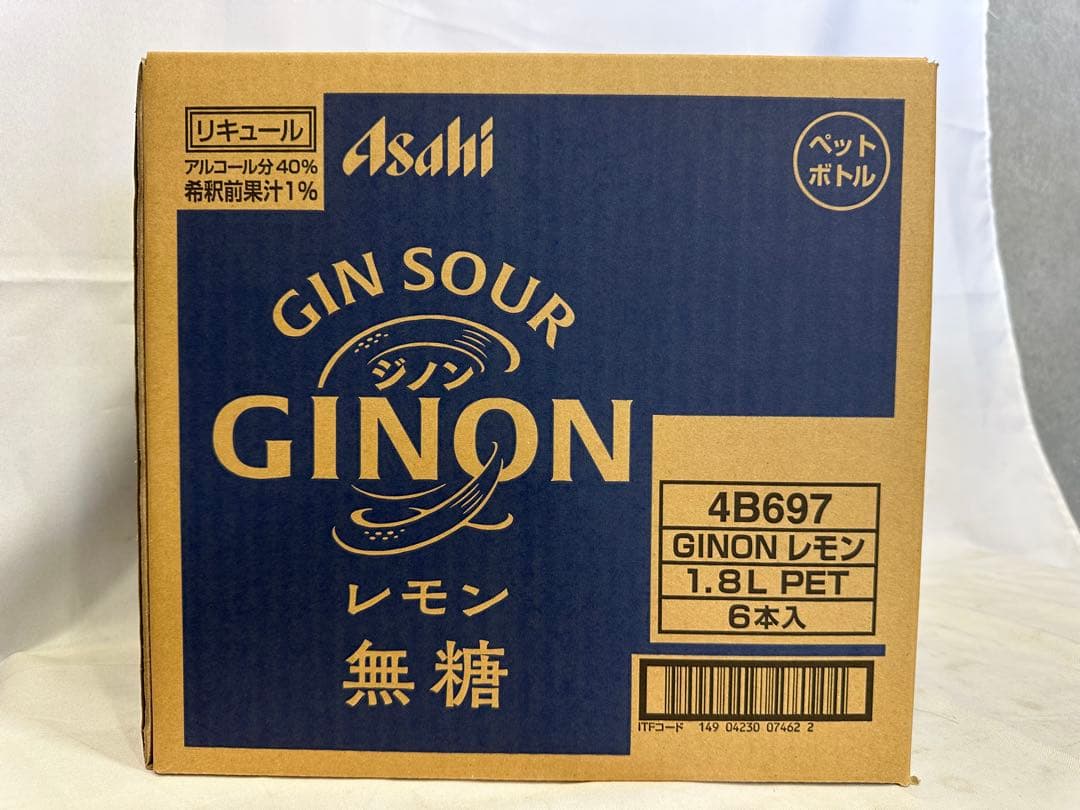 リキュール
アルコール分40%
希釈前果汁1%
Asahi
ペット
ボトル
GIN SOUR
ジノン
GINON
レモン
無糖
4B697
GINON レモン
1.8L PET
6本入
ITFコード 149 04230 07462 2